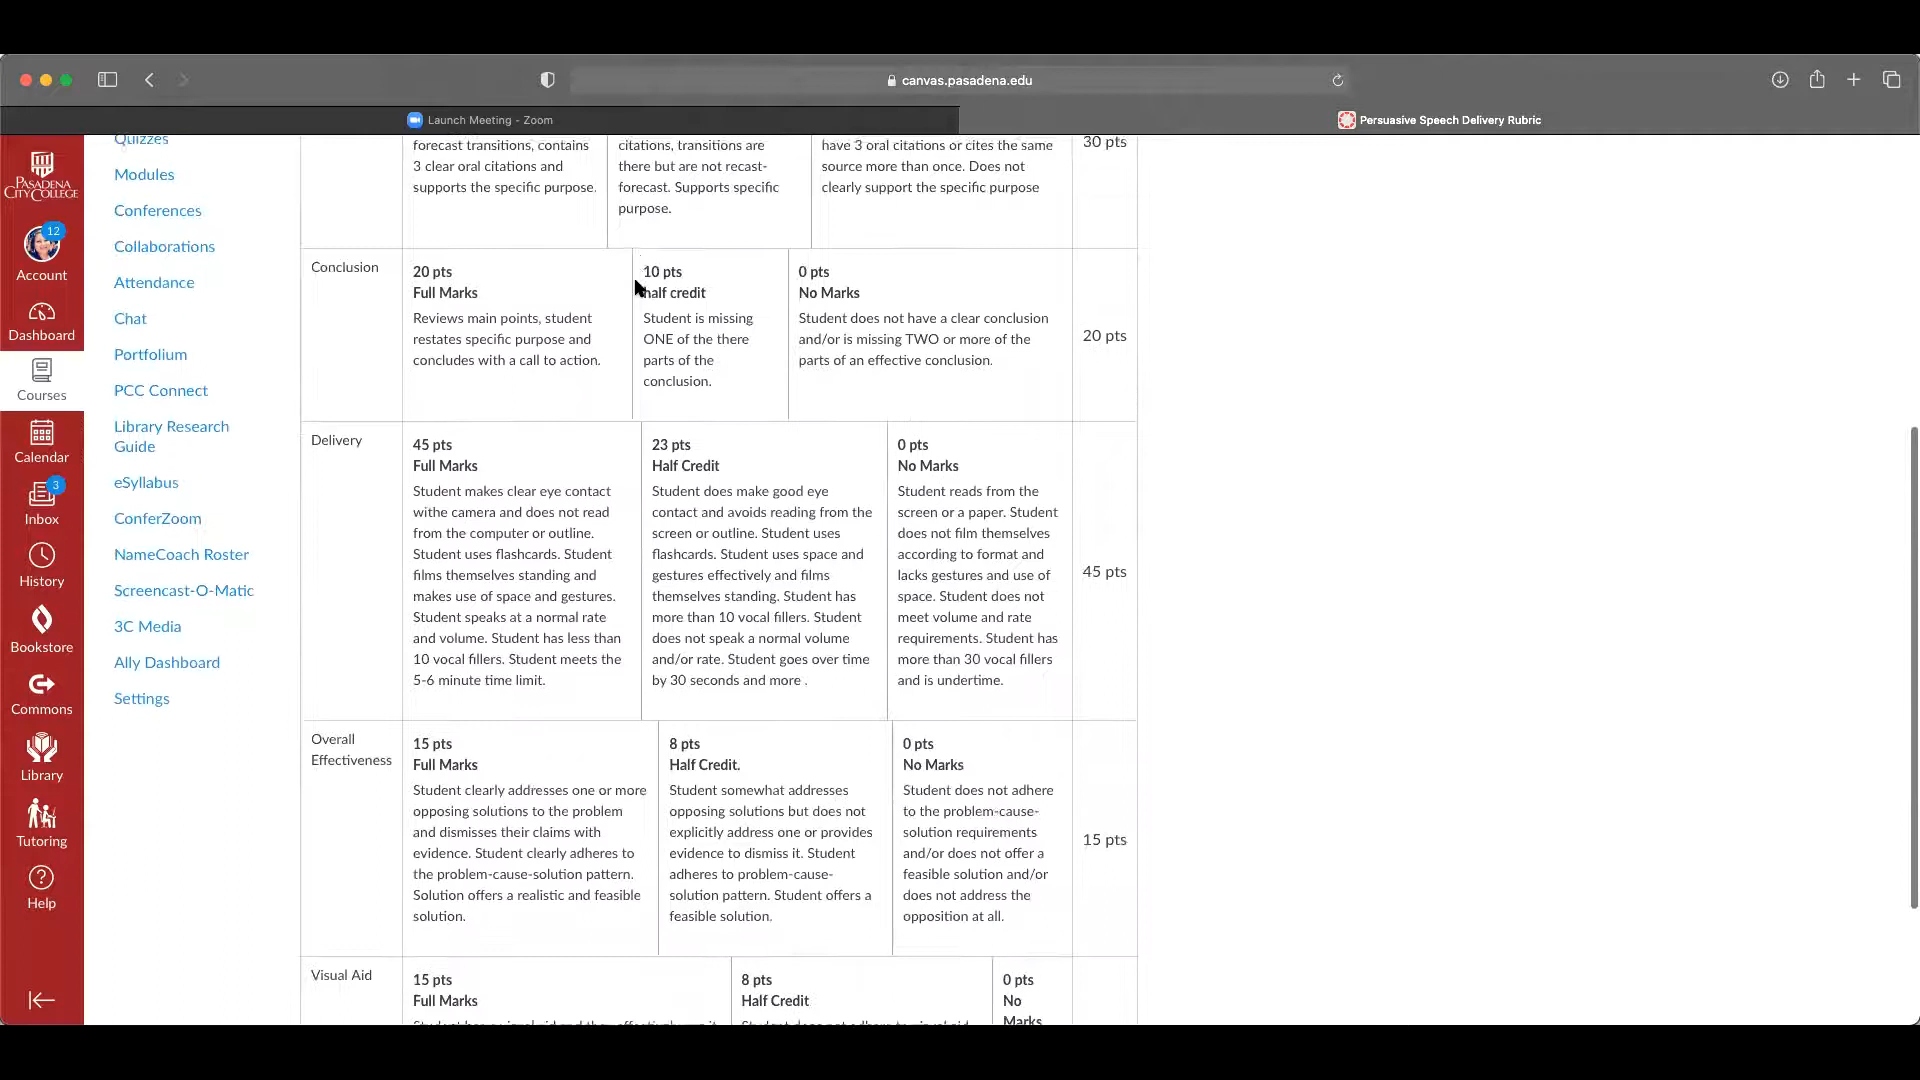 canvas.pasadena.edu
Launch Meeting - Zoom
Persuasive Speech Delivery Rubric
PASADENA
CITY COLLEGE
12
Account
Dashboard
Courses
Calendar
3
Inbox
History
Bookstore
Commons
Library
Tutoring
Help
Quizzes
Modules
Conferences
Collaborations
Attendance
Chat
Portfolium
PCC Connect
Library Research
Guide
eSyllabus
ConferZoom
NameCoach Roster
Screencast-O-Matic
3C Media
Ally Dashboard
Settings
forecast transitions, contains
3 clear oral citations and
supports the specific purpose.
citations, transitions are
there but are not recast-
forecast. Supports specific
purpose.
have 3 oral citations or cites the same
source more than once. Does not
clearly support the specific purpose
30 pts
Conclusion
20 pts
Full Marks
Reviews main points, student
restates specific purpose and
concludes with a call to action.
10 pts
half credit
Student is missing
ONE of the there
parts of the
conclusion.
0 pts
No Marks
Student does not have a clear conclusion
and/or is missing TWO or more of the
parts of an effective conclusion.
20 pts
Delivery
45 pts
Full Marks
Student makes clear eye contact
withe camera and does not read
from the computer or outline.
Student uses flashcards. Student
films themselves standing and
makes use of space and gestures.
Student speaks at a normal rate
and volume. Student has less than
10 vocal fillers. Student meets the
5-6 minute time limit.
23 pts
Half Credit
Student does make good eye
contact and avoids reading from the
screen or outline. Student uses
flashcards. Student uses space and
gestures effectively and films
themselves standing. Student has
more than 10 vocal fillers. Student
does not speak a normal volume
and/or rate. Student goes over time
by 30 seconds and more .
0 pts
No Marks
Student reads from the
screen or a paper. Student
does not film themselves
according to format and
lacks gestures and use of
space. Student does not
meet volume and rate
requirements. Student has
more than 30 vocal fillers
and is undertime.
45 pts
Overall
Effectiveness
15 pts
Full Marks
Student clearly addresses one or more
opposing solutions to the problem
and dismisses their claims with
evidence. Student clearly adheres to
the problem-cause-solution pattern.
Solution offers a realistic and feasible
solution.
8 pts
Half Credit.
Student somewhat addresses
opposing solutions but does not
explicitly address one or provides
evidence to dismiss it. Student
adheres to problem-cause-
solution pattern. Student offers a
feasible solution.
0 pts
No Marks
Student does not adhere
to the problem-cause-
solution requirements
and/or does not offer a
feasible solution and/or
does not address the
opposition at all.
15 pts
Visual Aid
15 pts
Full Marks
8 pts
Half Credit
0 pts
No
Marks